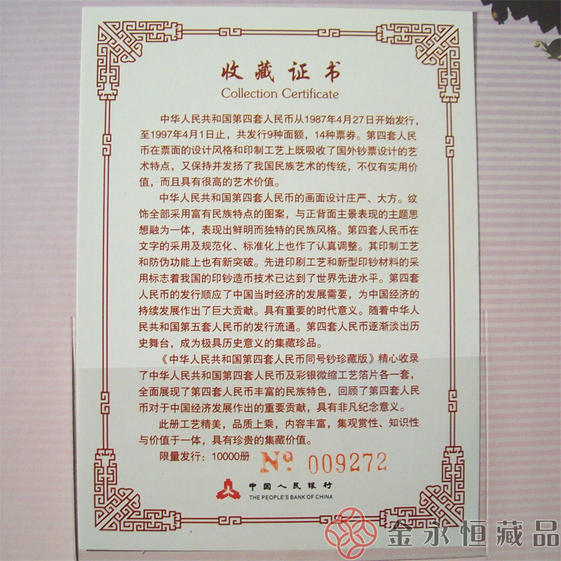 收藏证书
Collection Certificate
中华人民共和国第四套人民币从1987年4月27日开始发行，
至1997年4月1日止，共发行9种面额，14种票券。第四套人民币
在票面的设计风格和印制工艺上既吸收了国外钞票设计的艺
术特点，又保持并发扬了我国民族艺术的传统，不仅有实用价
值，而且具有很高的艺术价值。
中华人民共和国第四套人民币的画面设计庄严、大方。纹
饰全部采用富有民族特点的图案，与正背面主景表现的主题思
想融为一体，表现出鲜明而独特的民族风格。第四套人民币在
文字的采用及规范化、标准化上也作了认真调整。其印制工艺
和防伪功能上也有新突破。先进印刷工艺和新型印钞材料的采
用标志着我国的印钞造币技术已达到了世界先进水平。第四套
人民币的发行顺应了中国当时经济的发展需要，为中国经济的
持续发展作出了巨大贡献。具有重要的时代意义。随着中华人
民共和国第五套人民币的发行流通。第四套人民币逐渐淡出历
史舞台，成为极具历史意义的集藏珍品。
《中华人民共和国第四套人民币同号钞珍藏版》精心收录
了中华人民共和国第四套人民币及彩银微缩工艺箔片各一套，
全面展现了第四套人民币丰富的民族特色，回顾了第四套人民
币对于中国经济发展作出的重要贡献，具有非凡纪念意义。
此册工艺精美，品质上乘，内容丰富，集观赏性、知识性
与价值于一体，具有珍贵的集藏价值。
限量发行：10000册 № 009272
中国人民银行
THE PEOPLE'S BANK OF CHINA
金永恒藏品